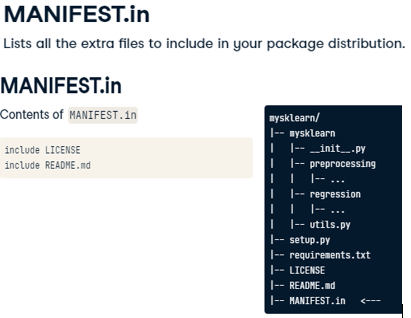 MANIFEST.in
Lists all the extra files to include in your package distribution.
MANIFEST.in
Contents of MANIFEST.in
include LICENSE
include README.md
mysklearn/
|-- mysklearn
|   |-- __init__.py
|   |-- preprocessing
|   |   |-- ...
|   |-- regression
|   |   |-- ...
|   |-- utils.py
|-- setup.py
|-- requirements.txt
|-- LICENSE
|-- README.md
|-- MANIFEST.in   <---